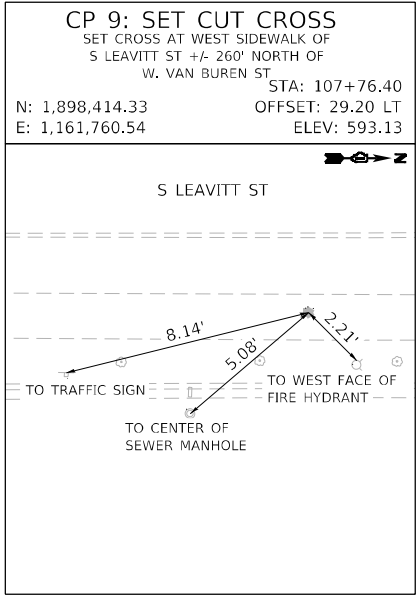 CP 9: SET CUT CROSS
SET CROSS AT WEST SIDEWALK OF
S LEAVITT ST +/- 260' NORTH OF
W. VAN BUREN ST
STA: 107+76.40
N: 1,898,414.33 OFFSET: 29.20 LT
E: 1,161,760.54 ELEV: 593.13
N
S LEAVITT ST
8.14'
5.08'
2.21'
TO TRAFFIC SIGN
TO WEST FACE OF
FIRE HYDRANT
TO CENTER OF
SEWER MANHOLE